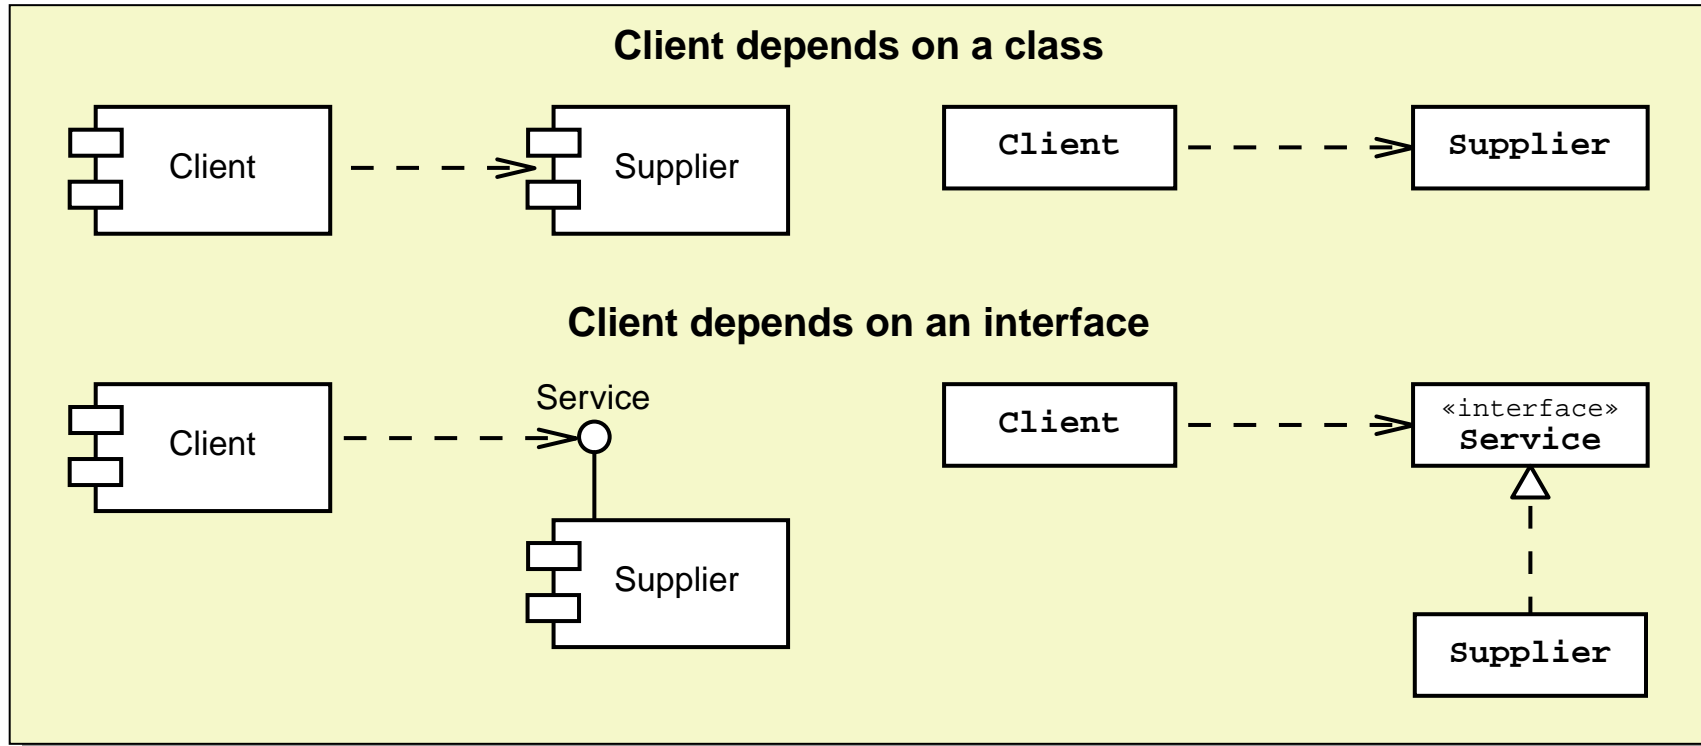 Client depends on a class
Client
Supplier
Client
Supplier
Client depends on an interface
Client
Service
Supplier
Client
«interface»
Service
Supplier